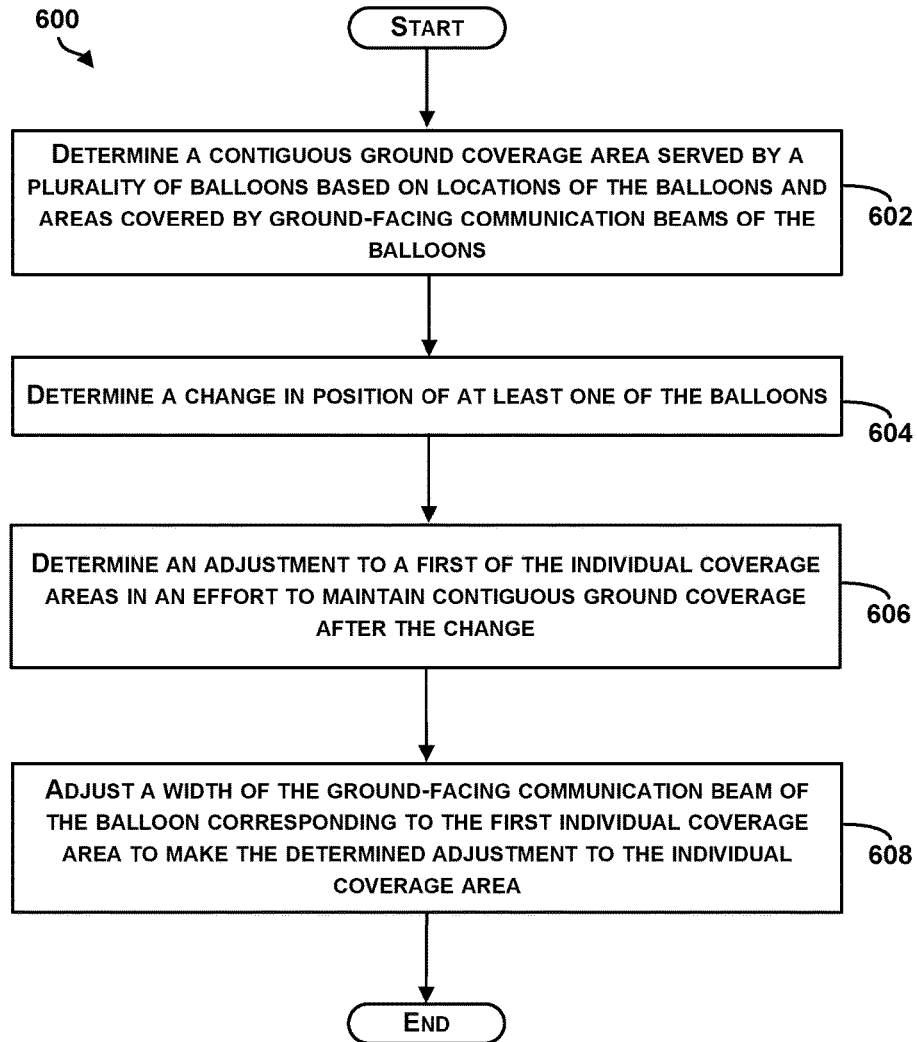 600
START
DETERMINE A CONTIGUOUS GROUND COVERAGE AREA SERVED BY A
PLURALITY OF BALLOONS BASED ON LOCATIONS OF THE BALLOONS AND
AREAS COVERED BY GROUND-FACING COMMUNICATION BEAMS OF THE
BALLOONS
602
DETERMINE A CHANGE IN POSITION OF AT LEAST ONE OF THE BALLOONS
604
DETERMINE AN ADJUSTMENT TO A FIRST OF THE INDIVIDUAL COVERAGE
AREAS IN AN EFFORT TO MAINTAIN CONTIGUOUS GROUND COVERAGE
AFTER THE CHANGE
606
ADJUST A WIDTH OF THE GROUND-FACING COMMUNICATION BEAM OF
THE BALLOON CORRESPONDING TO THE FIRST INDIVIDUAL COVERAGE
AREA TO MAKE THE DETERMINED ADJUSTMENT TO THE INDIVIDUAL
COVERAGE AREA
608
END